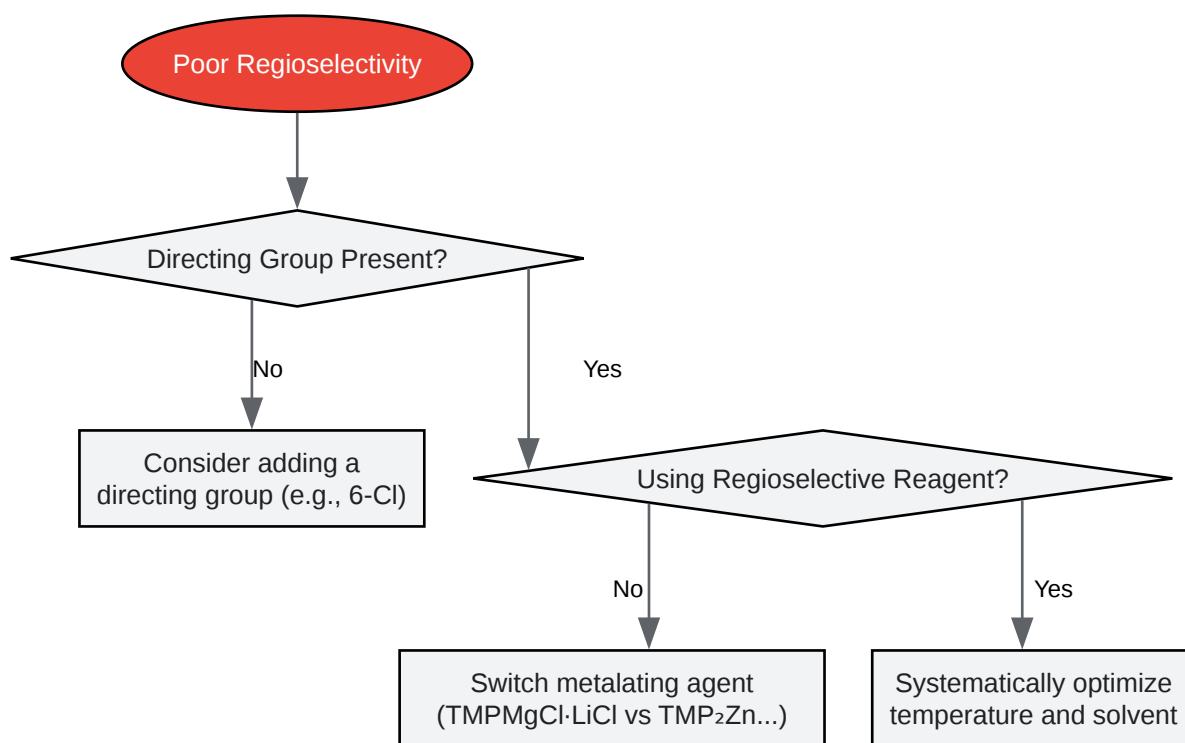 Poor Regioselectivity
Directing Group Present?
No
Yes
Consider adding a
directing group (e.g., 6-Cl)
Using Regioselective Reagent?
No
Yes
Switch metalating agent
(TMPMgCl·LiCl vs TMP₂Zn...)
Systematically optimize
temperature and solvent